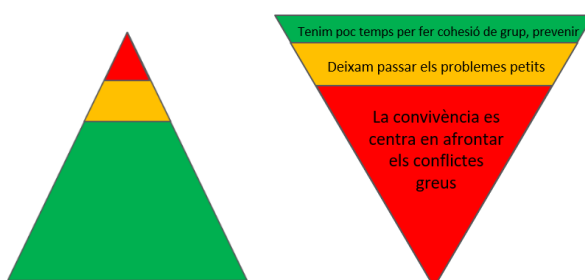 Tenim poc temps per fer cohesió de grup, prevenir
Deixam passar els problemes petits
La convivència es
centra en afrontar
els conflictes
greus